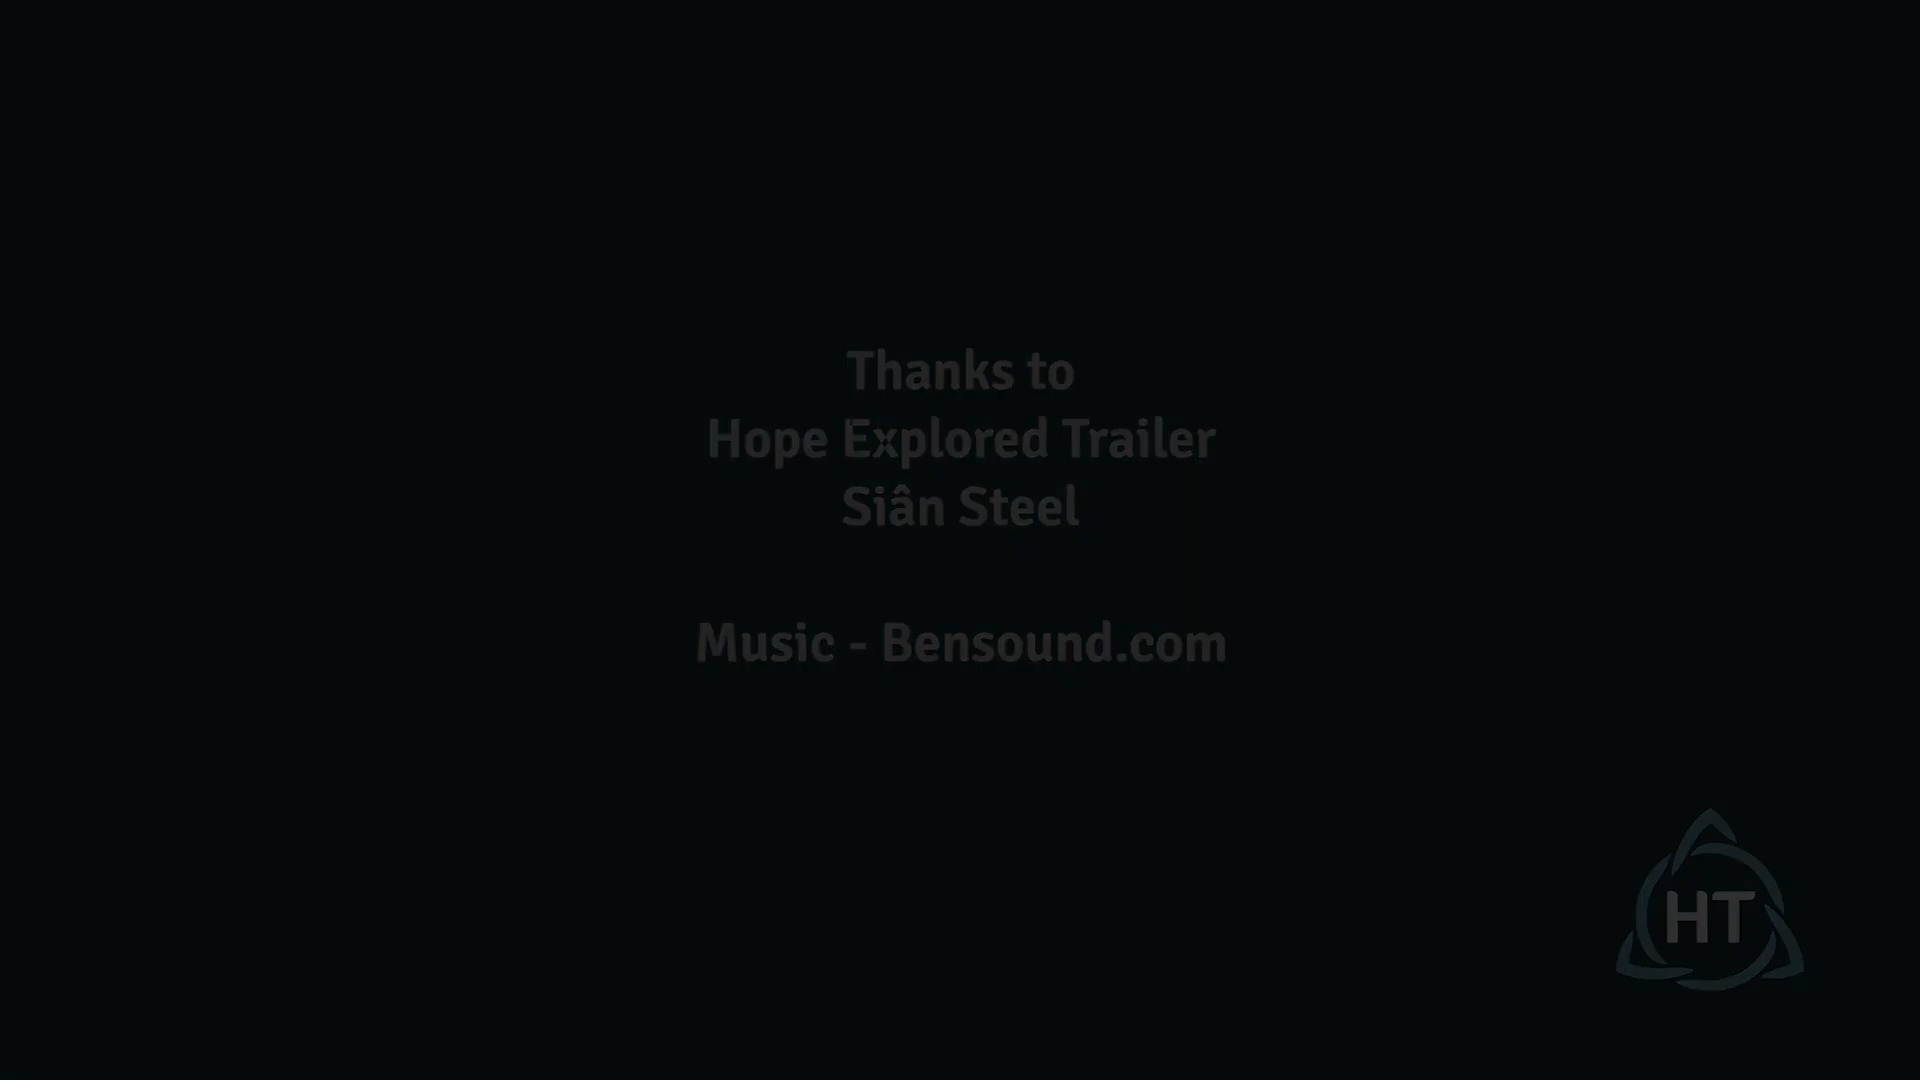 Thanks to
Hope Explored Trailer
Siân Steel
Music - Bensound.com
HT